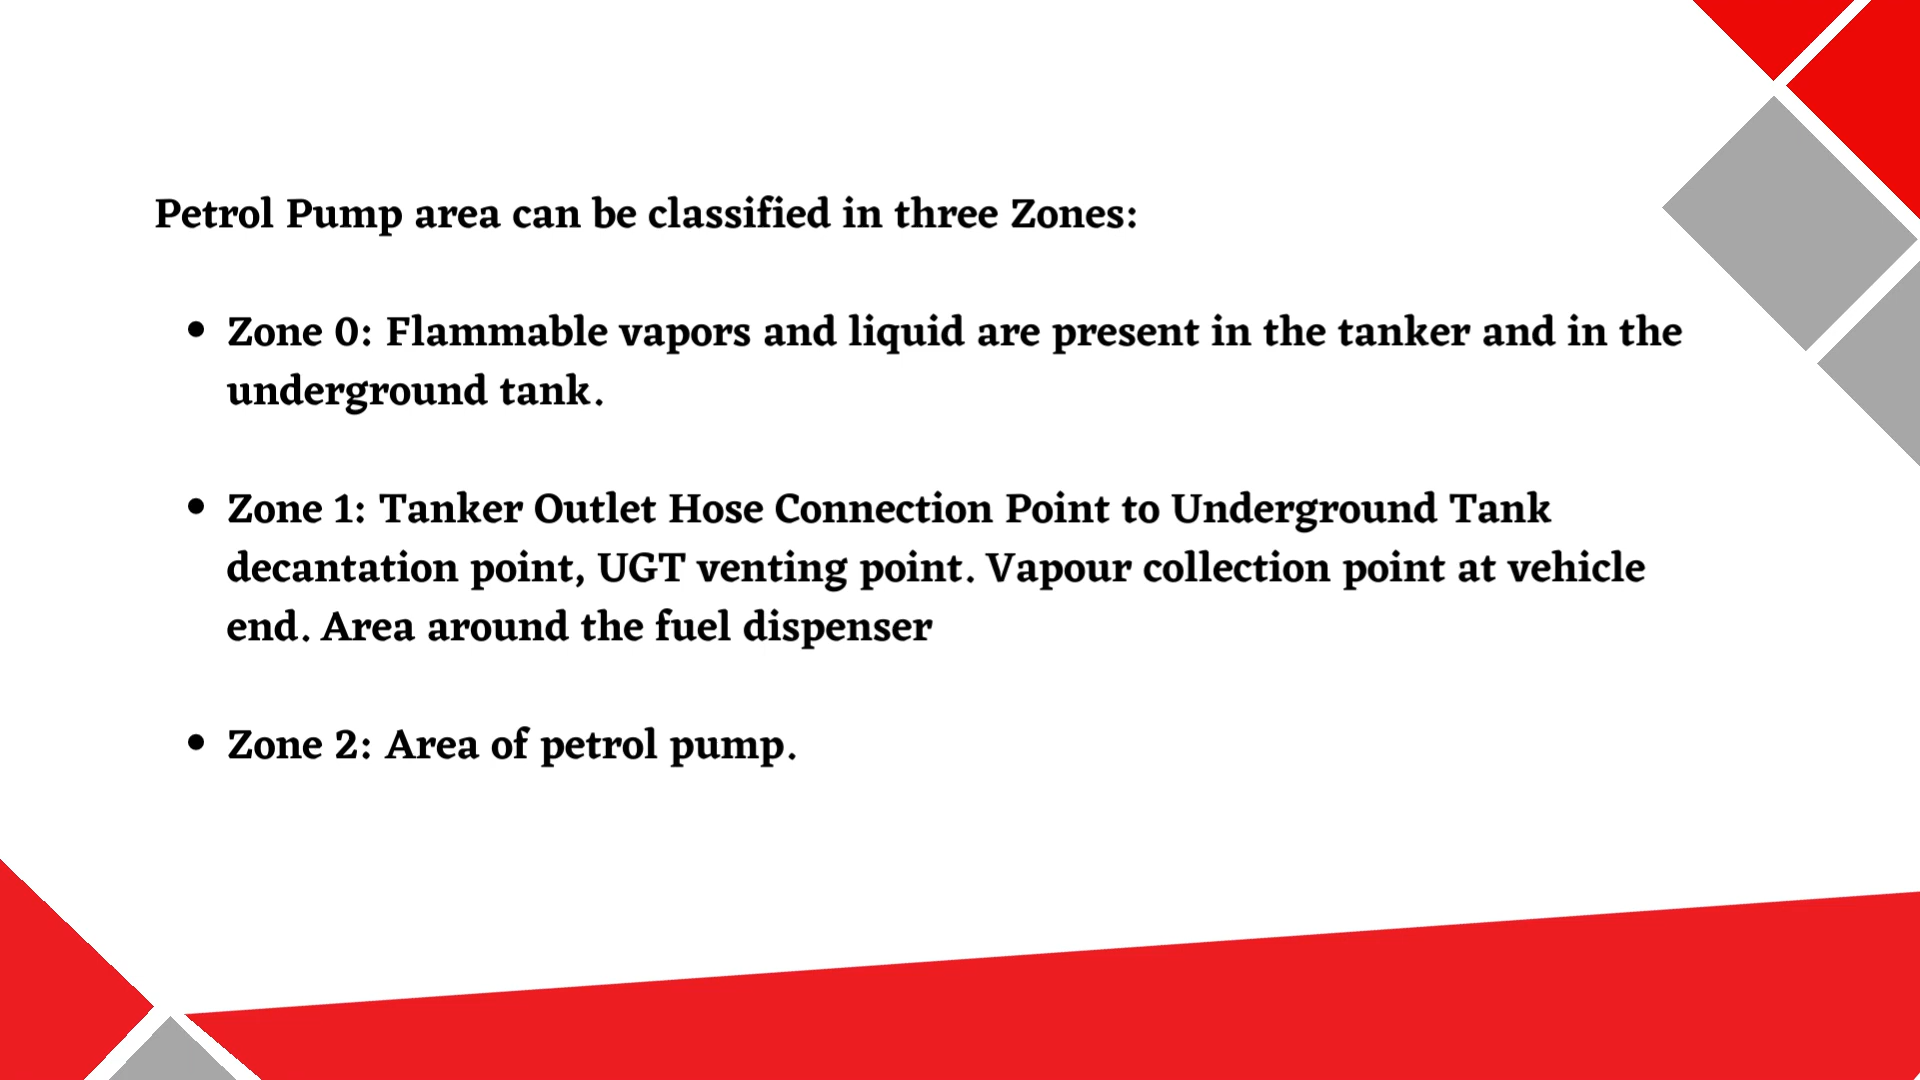 Petrol Pump area can be classified in three Zones:
• Zone 0: Flammable vapors and liquid are present in the tanker and in the
underground tank.
• Zone 1: Tanker Outlet Hose Connection Point to Underground Tank
decantation point, UGT venting point. Vapour collection point at vehicle
end. Area around the fuel dispenser
• Zone 2: Area of petrol pump.